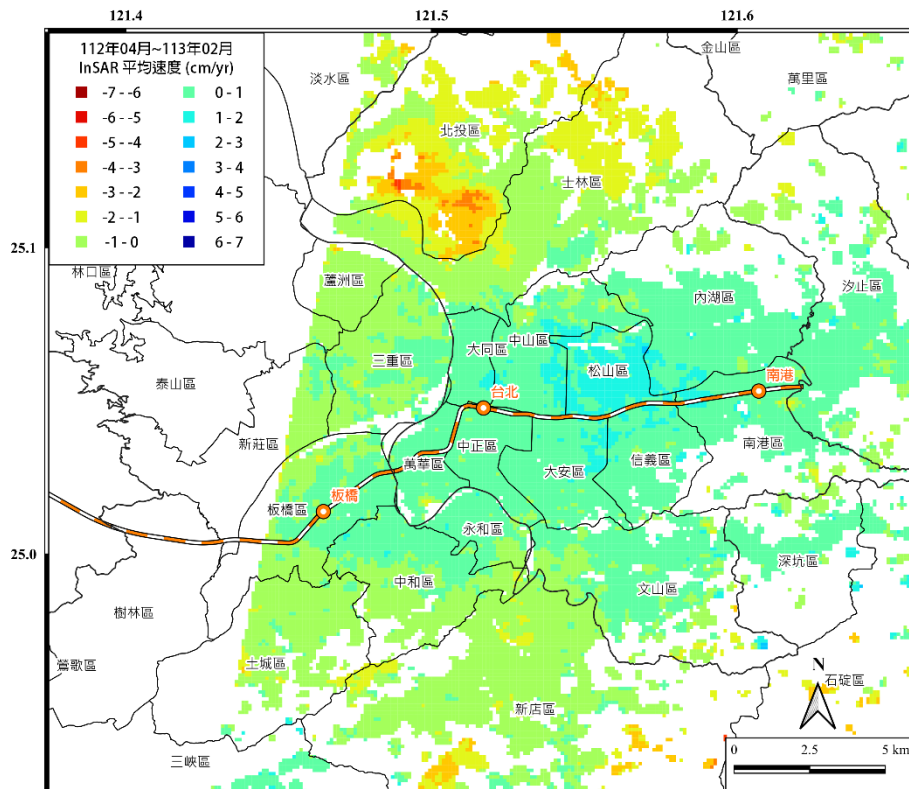 121.4
121.5
121.6
112年04月~113年02月
InSAR 平均速度 (cm/yr)
-7 - -6
0 - 1
-6 - -5
1 - 2
-5 - -4
2 - 3
-4 - -3
3 - 4
-3 - -2
4 - 5
-2 - -1
5 - 6
-1 - 0
6 - 7
金山區
淡水區
萬里區
北投區
士林區
25.1
林口區
蘆洲區
內湖區
汐止區
中山區
大同區
三重區
松山區
泰山區
南港
台北
新莊區
中正區
南港區
萬華區
大安區
信義區
板橋
板橋區
永和區
25.0
深坑區
中和區
文山區
樹林區
鶯歌區
土城區
N
石碇區
新店區
三峽區
0
2.5
5 km